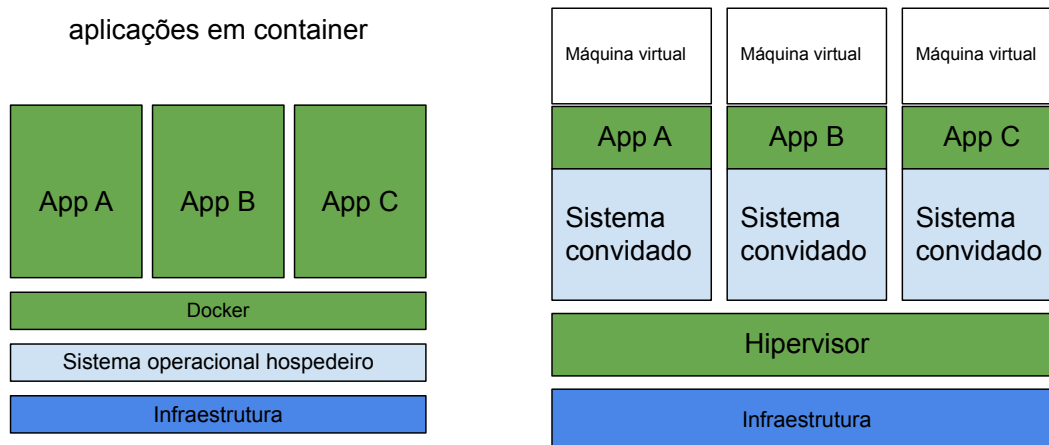 aplicações em container
App A
App B
App C
Docker
Sistema operacional hospedeiro
Infraestrutura
Máquina virtual
Máquina virtual
Máquina virtual
App A
App B
App C
Sistema
convidado
Sistema
convidado
Sistema
convidado
Hipervisor
Infraestrutura